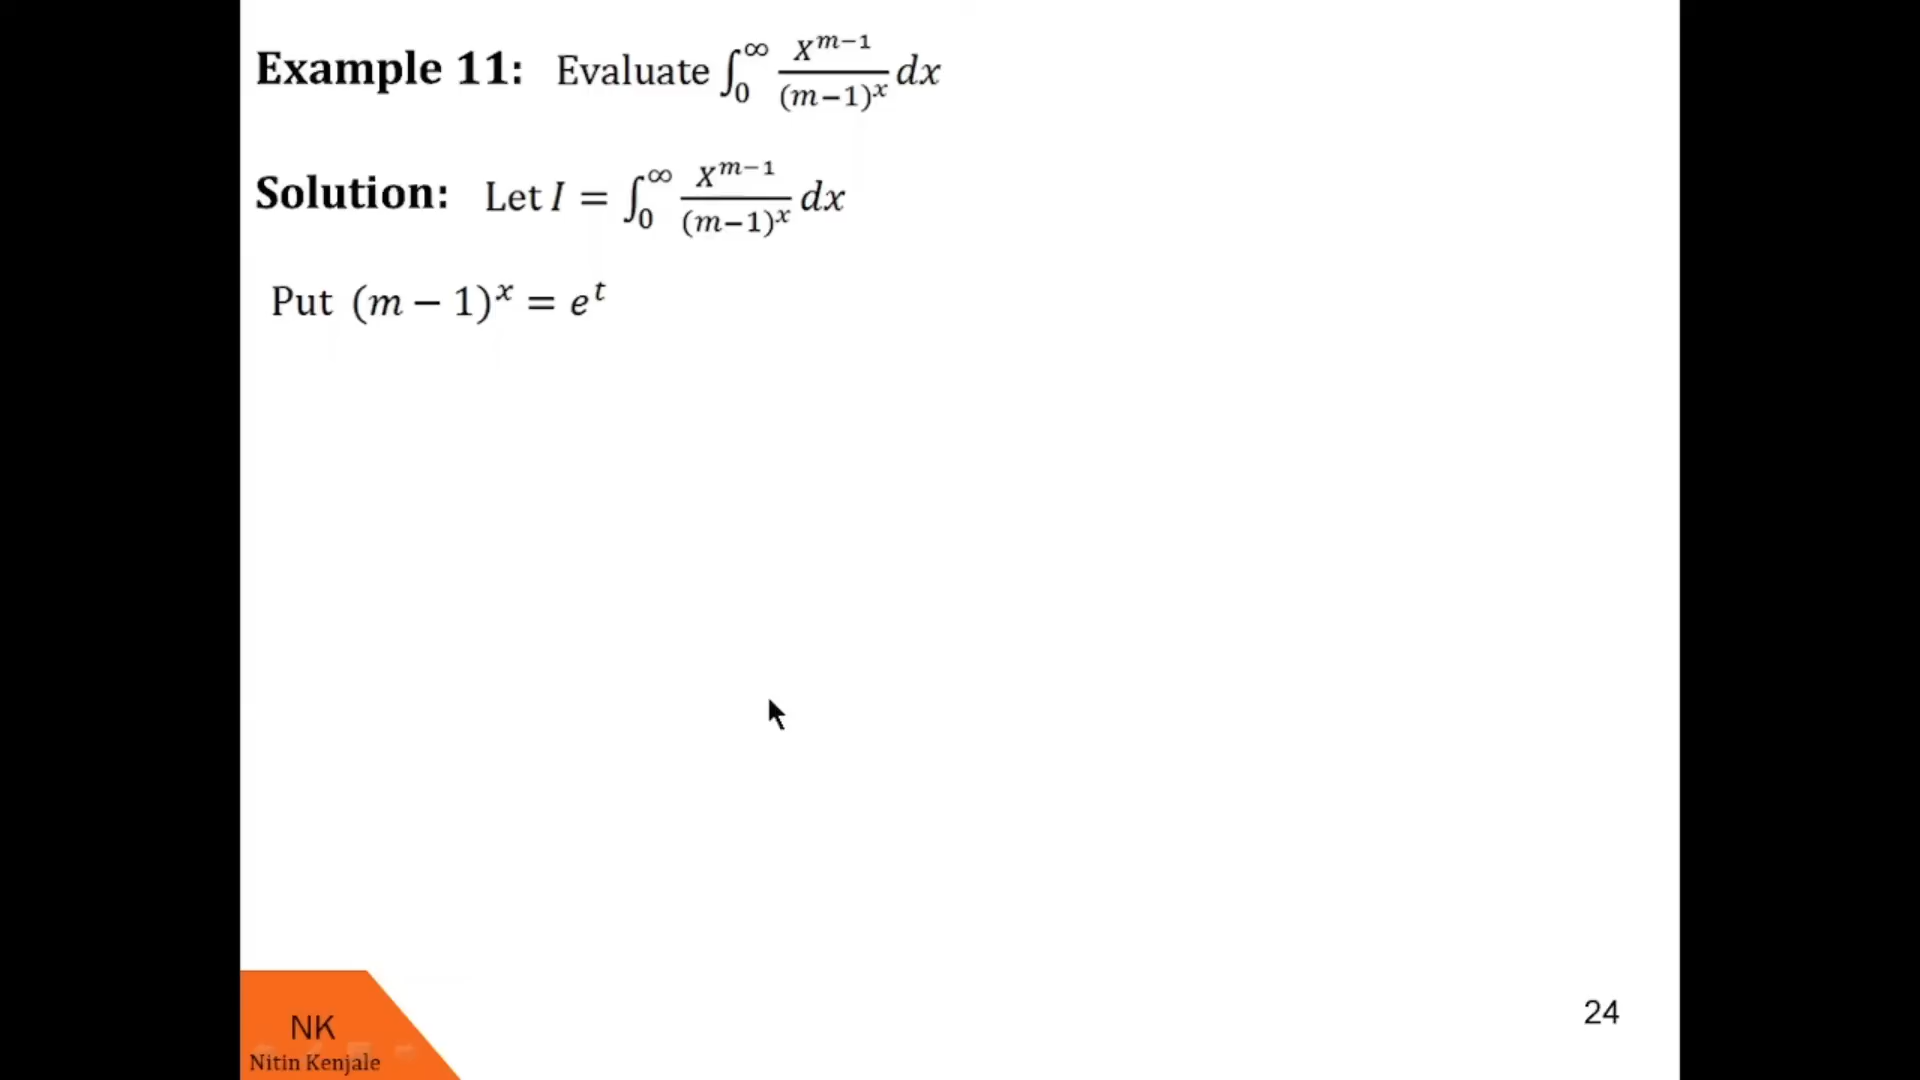 Example 11: Evaluate ∫₀^∞ x^{m−1}/(m−1)^x dx
Solution: Let I = ∫₀^∞ x^{m−1}/(m−1)^x dx
Put (m − 1)^x = e^t
NK
Nitin Kenjale
24